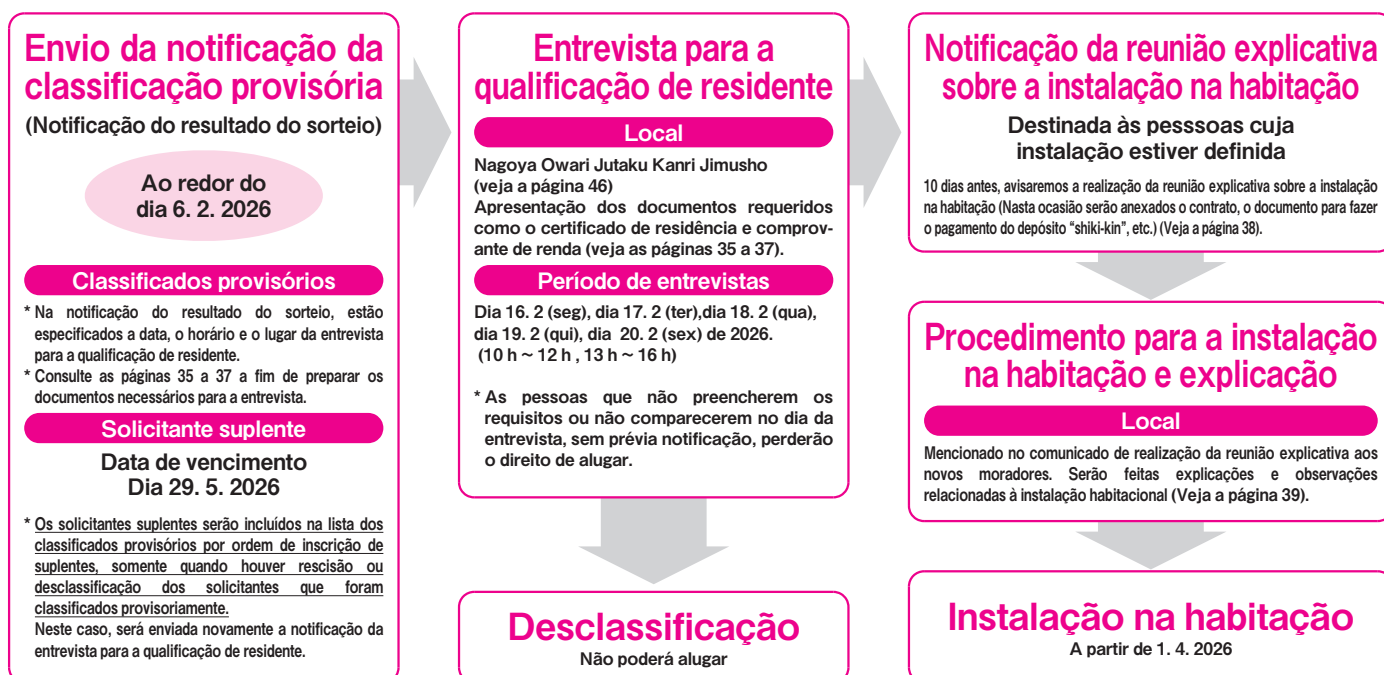 Envio da notificação da
classificação provisória
(Notificação do resultado do sorteio)
Ao redor do
dia 6. 2. 2026
Classificados provisórios
* Na notificação do resultado do sorteio, estão
especificados a data, o horário e o lugar da entrevista
para a qualificação de residente.
* Consulte as páginas 35 a 37 a fim de preparar os
documentos necessários para a entrevista.
Solicitante suplente
Data de vencimento
Dia 29. 5. 2026
* Os solicitantes suplentes serão incluídos na lista dos
classificados provisórios por ordem de inscrição de
suplentes, somente quando houver rescisão ou
desclassificação dos solicitantes que foram
classificados provisoriamente.
Neste caso, será enviada novamente a notificação da
entrevista para a qualificação de residente.
Entrevista para a
qualificação de residente
Local
Nagoya Owari Jutaku Kanri Jimusho
(veja a página 46)
Apresentação dos documentos requeridos
como o certificado de residência e comprov-
ante de renda (veja as páginas 35 a 37).
Período de entrevistas
Dia 16. 2 (seg), dia 17. 2 (ter),dia 18. 2 (qua),
dia 19. 2 (qui), dia 20. 2 (sex) de 2026.
(10 h ~ 12 h , 13 h ~ 16 h)
* As pessoas que não preencherem os
requisitos ou não comparecerem no dia da
entrevista, sem prévia notificação, perderão
o direito de alugar.
Desclassificação
Não poderá alugar
Notificação da reunião explicativa
sobre a instalação na habitação
Destinada às pesssoas cuja
instalação estiver definida
10 dias antes, avisaremos a realização da reunião explicativa sobre a instalação
na habitação (Nasta ocasião serão anexados o contrato, o documento para fazer
o pagamento do depósito “shiki-kin”, etc.) (Veja a página 38).
Procedimento para a instalação
na habitação e explicação
Local
Mencionado no comunicado de realização da reunião explicativa aos
novos moradores. Serão feitas explicações e observações
relacionadas à instalação habitacional (Veja a página 39).
Instalação na habitação
A partir de 1. 4. 2026